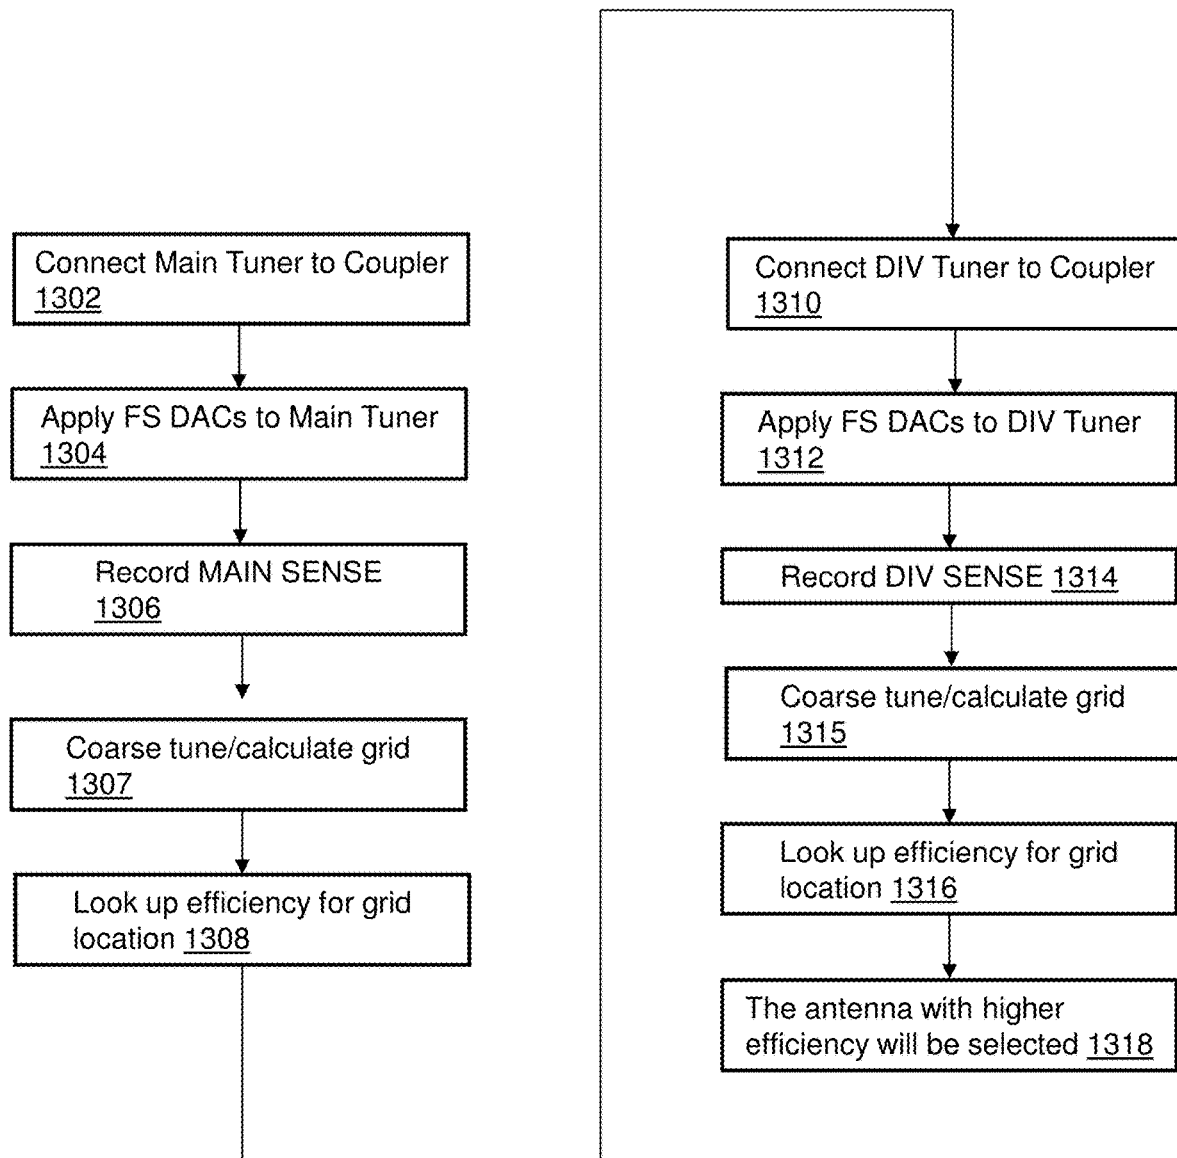 Connect Main Tuner to Coupler
1302
Apply FS DACs to Main Tuner
1304
Record MAIN SENSE
1306
Coarse tune/calculate grid
1307
Look up efficiency for grid
location 1308
Connect DIV Tuner to Coupler
1310
Apply FS DACs to DIV Tuner
1312
Record DIV SENSE 1314
Coarse tune/calculate grid
1315
Look up efficiency for grid
location 1316
The antenna with higher
efficiency will be selected 1318